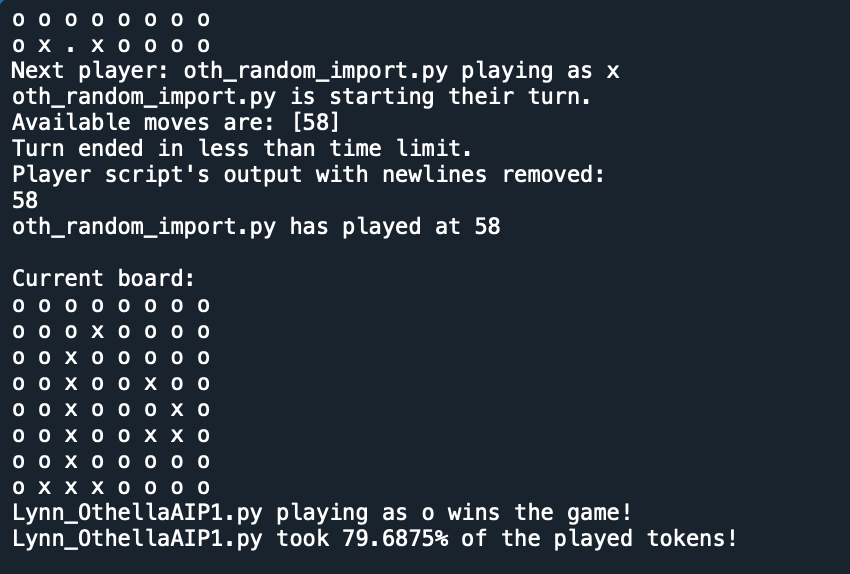 o o o o o o o o
o x . x o o o o
Next player: oth_random_import.py playing as x
oth_random_import.py is starting their turn.
Available moves are: [58]
Turn ended in less than time limit.
Player script's output with newlines removed:
58
oth_random_import.py has played at 58
Current board:
o o o o o o o o
o o o x o o o o
o o x o o o o o
o o x o o x o o
o o x o o o x o
o o x o o x x o
o o x o o o o o
o x x x o o o o
Lynn_OthellaAIP1.py playing as o wins the game!
Lynn_OthellaAIP1.py took 79.6875% of the played tokens!